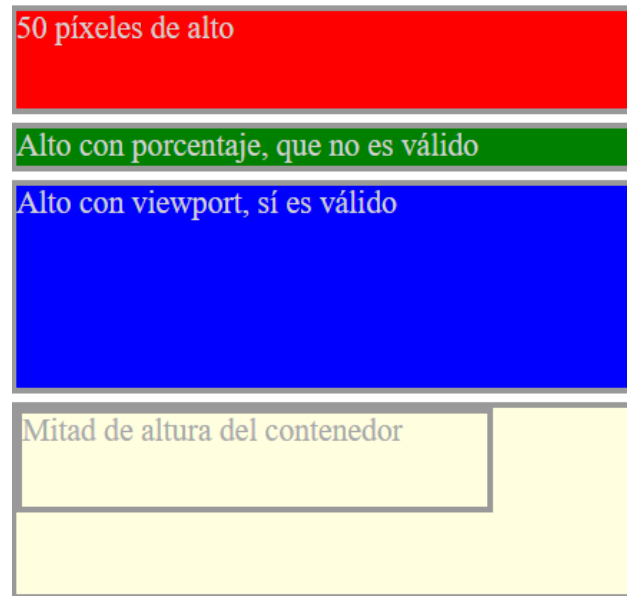 50 píxeles de alto
Alto con porcentaje, que no es válido
Alto con viewport, sí es válido
Mitad de altura del contenedor